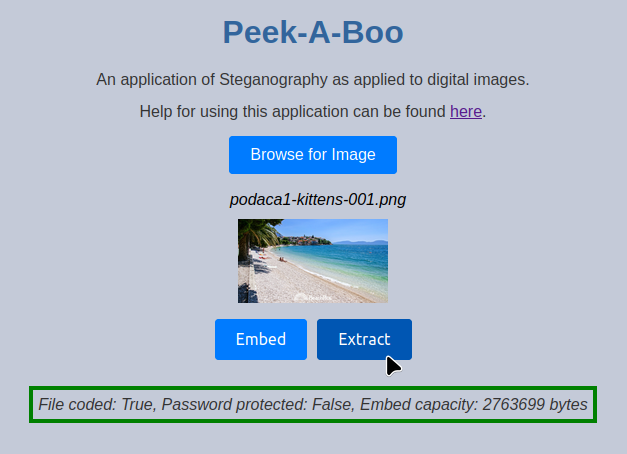 Peek-A-Boo
An application of Steganography as applied to digital images.
Help for using this application can be found here.
Browse for Image
podaca1-kittens-001.png
Embed
Extract
File coded: True, Password protected: False, Embed capacity: 2763699 bytes